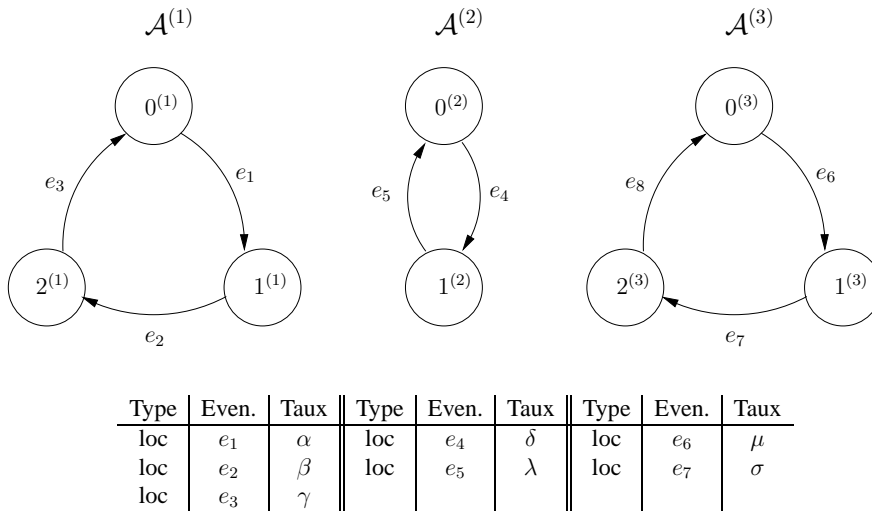 𝒜⁽¹⁾ 𝒜⁽²⁾ 𝒜⁽³⁾
0⁽¹⁾ 0⁽²⁾ 0⁽³⁾
e₃ e₁ e₅ e₄ e₈ e₆
2⁽¹⁾ 1⁽¹⁾ 1⁽²⁾ 2⁽³⁾ 1⁽³⁾
e₂ e₇
Type Even. Taux Type Even. Taux Type Even. Taux
loc e₁ α loc e₄ δ loc e₆ μ
loc e₂ β loc e₅ λ loc e₇ σ
loc e₃ γ